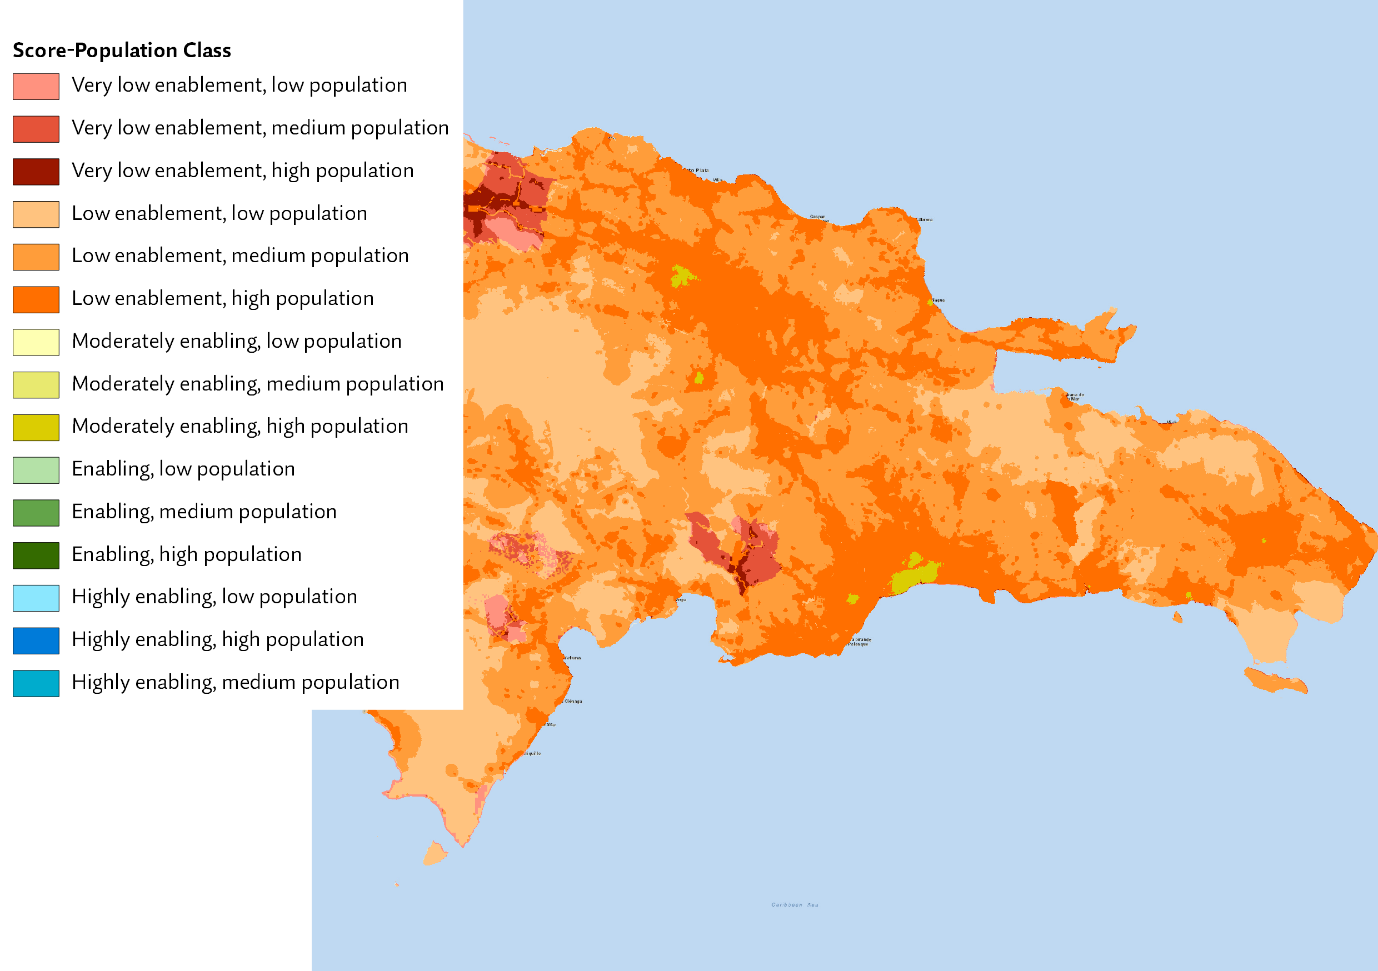 Score-Population Class
Very low enablement, low population
Very low enablement, medium population
Very low enablement, high population
Low enablement, low population
Low enablement, medium population
Low enablement, high population
Moderately enabling, low population
Moderately enabling, medium population
Moderately enabling, high population
Enabling, low population
Enabling, medium population
Enabling, high population
Highly enabling, low population
Highly enabling, high population
Highly enabling, medium population
Caribbean Sea